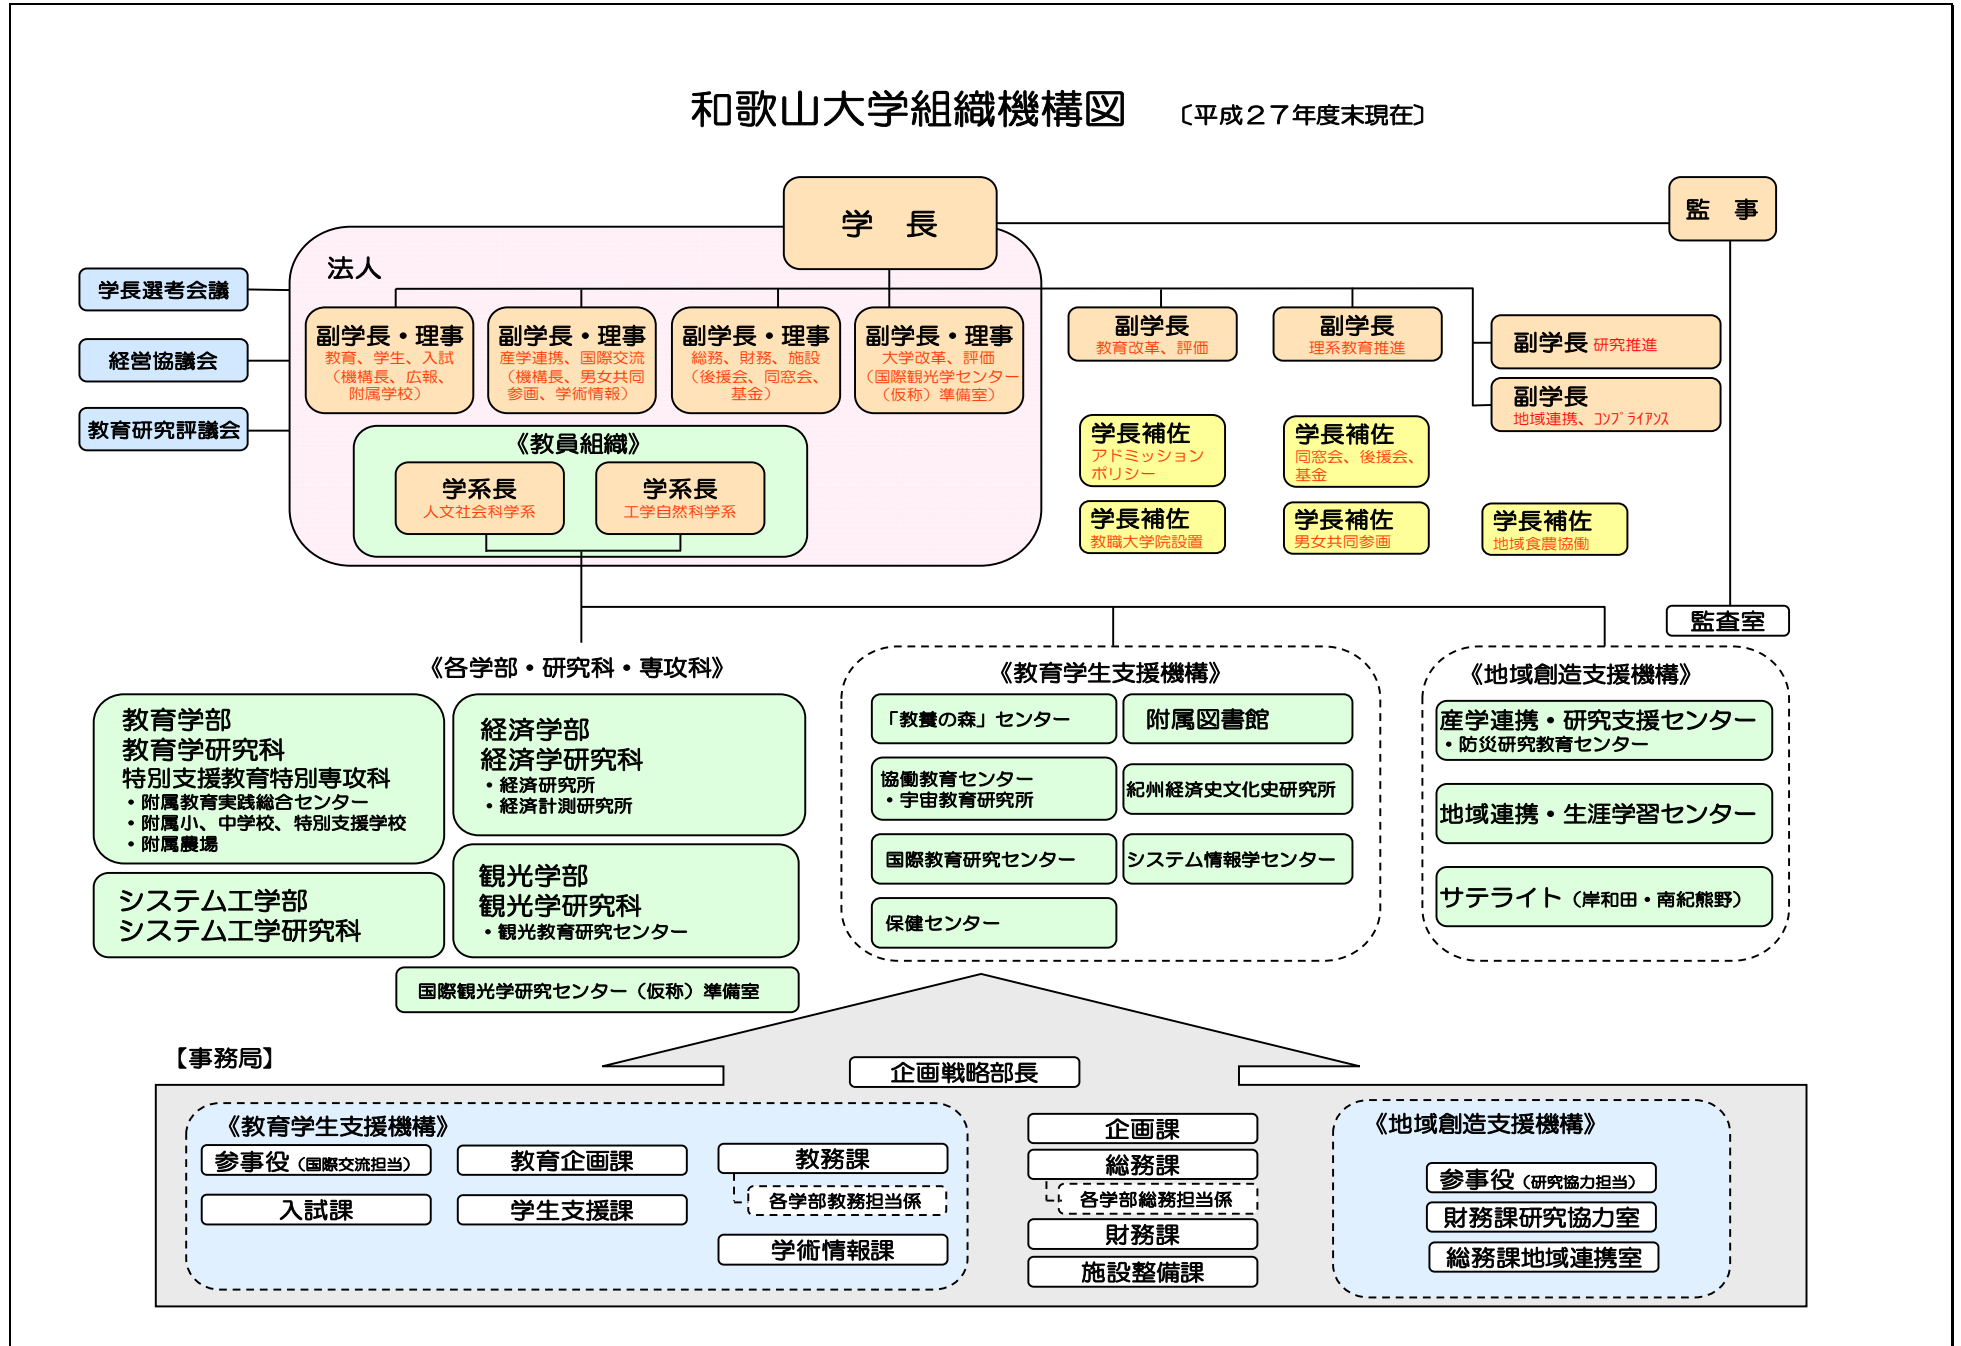 和歌山大学組織機構図 〔平成２７年度末現在〕
学　長
監　事
法人
学長選考会議
経営協議会
教育研究評議会
副学長・理事
教育、学生、入試
（機構長、広報、
附属学校）
副学長・理事
産学連携、国際交流
（機構長、男女共同
参画、学術情報）
副学長・理事
総務、財務、施設
（後援会、同窓会、
基金）
副学長・理事
大学改革、評価
（国際観光学センター
（仮称）準備室）
副学長
教育改革、評価
副学長
理系教育推進
副学長 研究推進
副学長
地域連携、ｺﾝﾌﾟﾗｲｱﾝｽ
《教員組織》
学系長
人文社会科学系
学系長
工学自然科学系
学長補佐
アドミッション
ポリシー
学長補佐
同窓会、後援会、
基金
学長補佐
教職大学院設置
学長補佐
男女共同参画
学長補佐
地域食農協働
監査室
《各学部・研究科・専攻科》
教育学部
教育学研究科
特別支援教育特別専攻科
・附属教育実践総合センター
・附属小、中学校、特別支援学校
・附属農場
経済学部
経済学研究科
・経済研究所
・経済計測研究所
システム工学部
システム工学研究科
観光学部
観光学研究科
・観光教育研究センター
国際観光学研究センター（仮称）準備室
《教育学生支援機構》
「教養の森」センター
附属図書館
協働教育センター
・宇宙教育研究所
紀州経済史文化史研究所
国際教育研究センター
システム情報学センター
保健センター
《地域創造支援機構》
産学連携・研究支援センター
・防災研究教育センター
地域連携・生涯学習センター
サテライト（岸和田・南紀熊野）
【事務局】
企画戦略部長
《教育学生支援機構》
参事役（国際交流担当）
教育企画課
教務課
各学部教務担当係
入試課
学生支援課
学術情報課
企画課
総務課
各学部総務担当係
財務課
施設整備課
《地域創造支援機構》
参事役（研究協力担当）
財務課研究協力室
総務課地域連携室